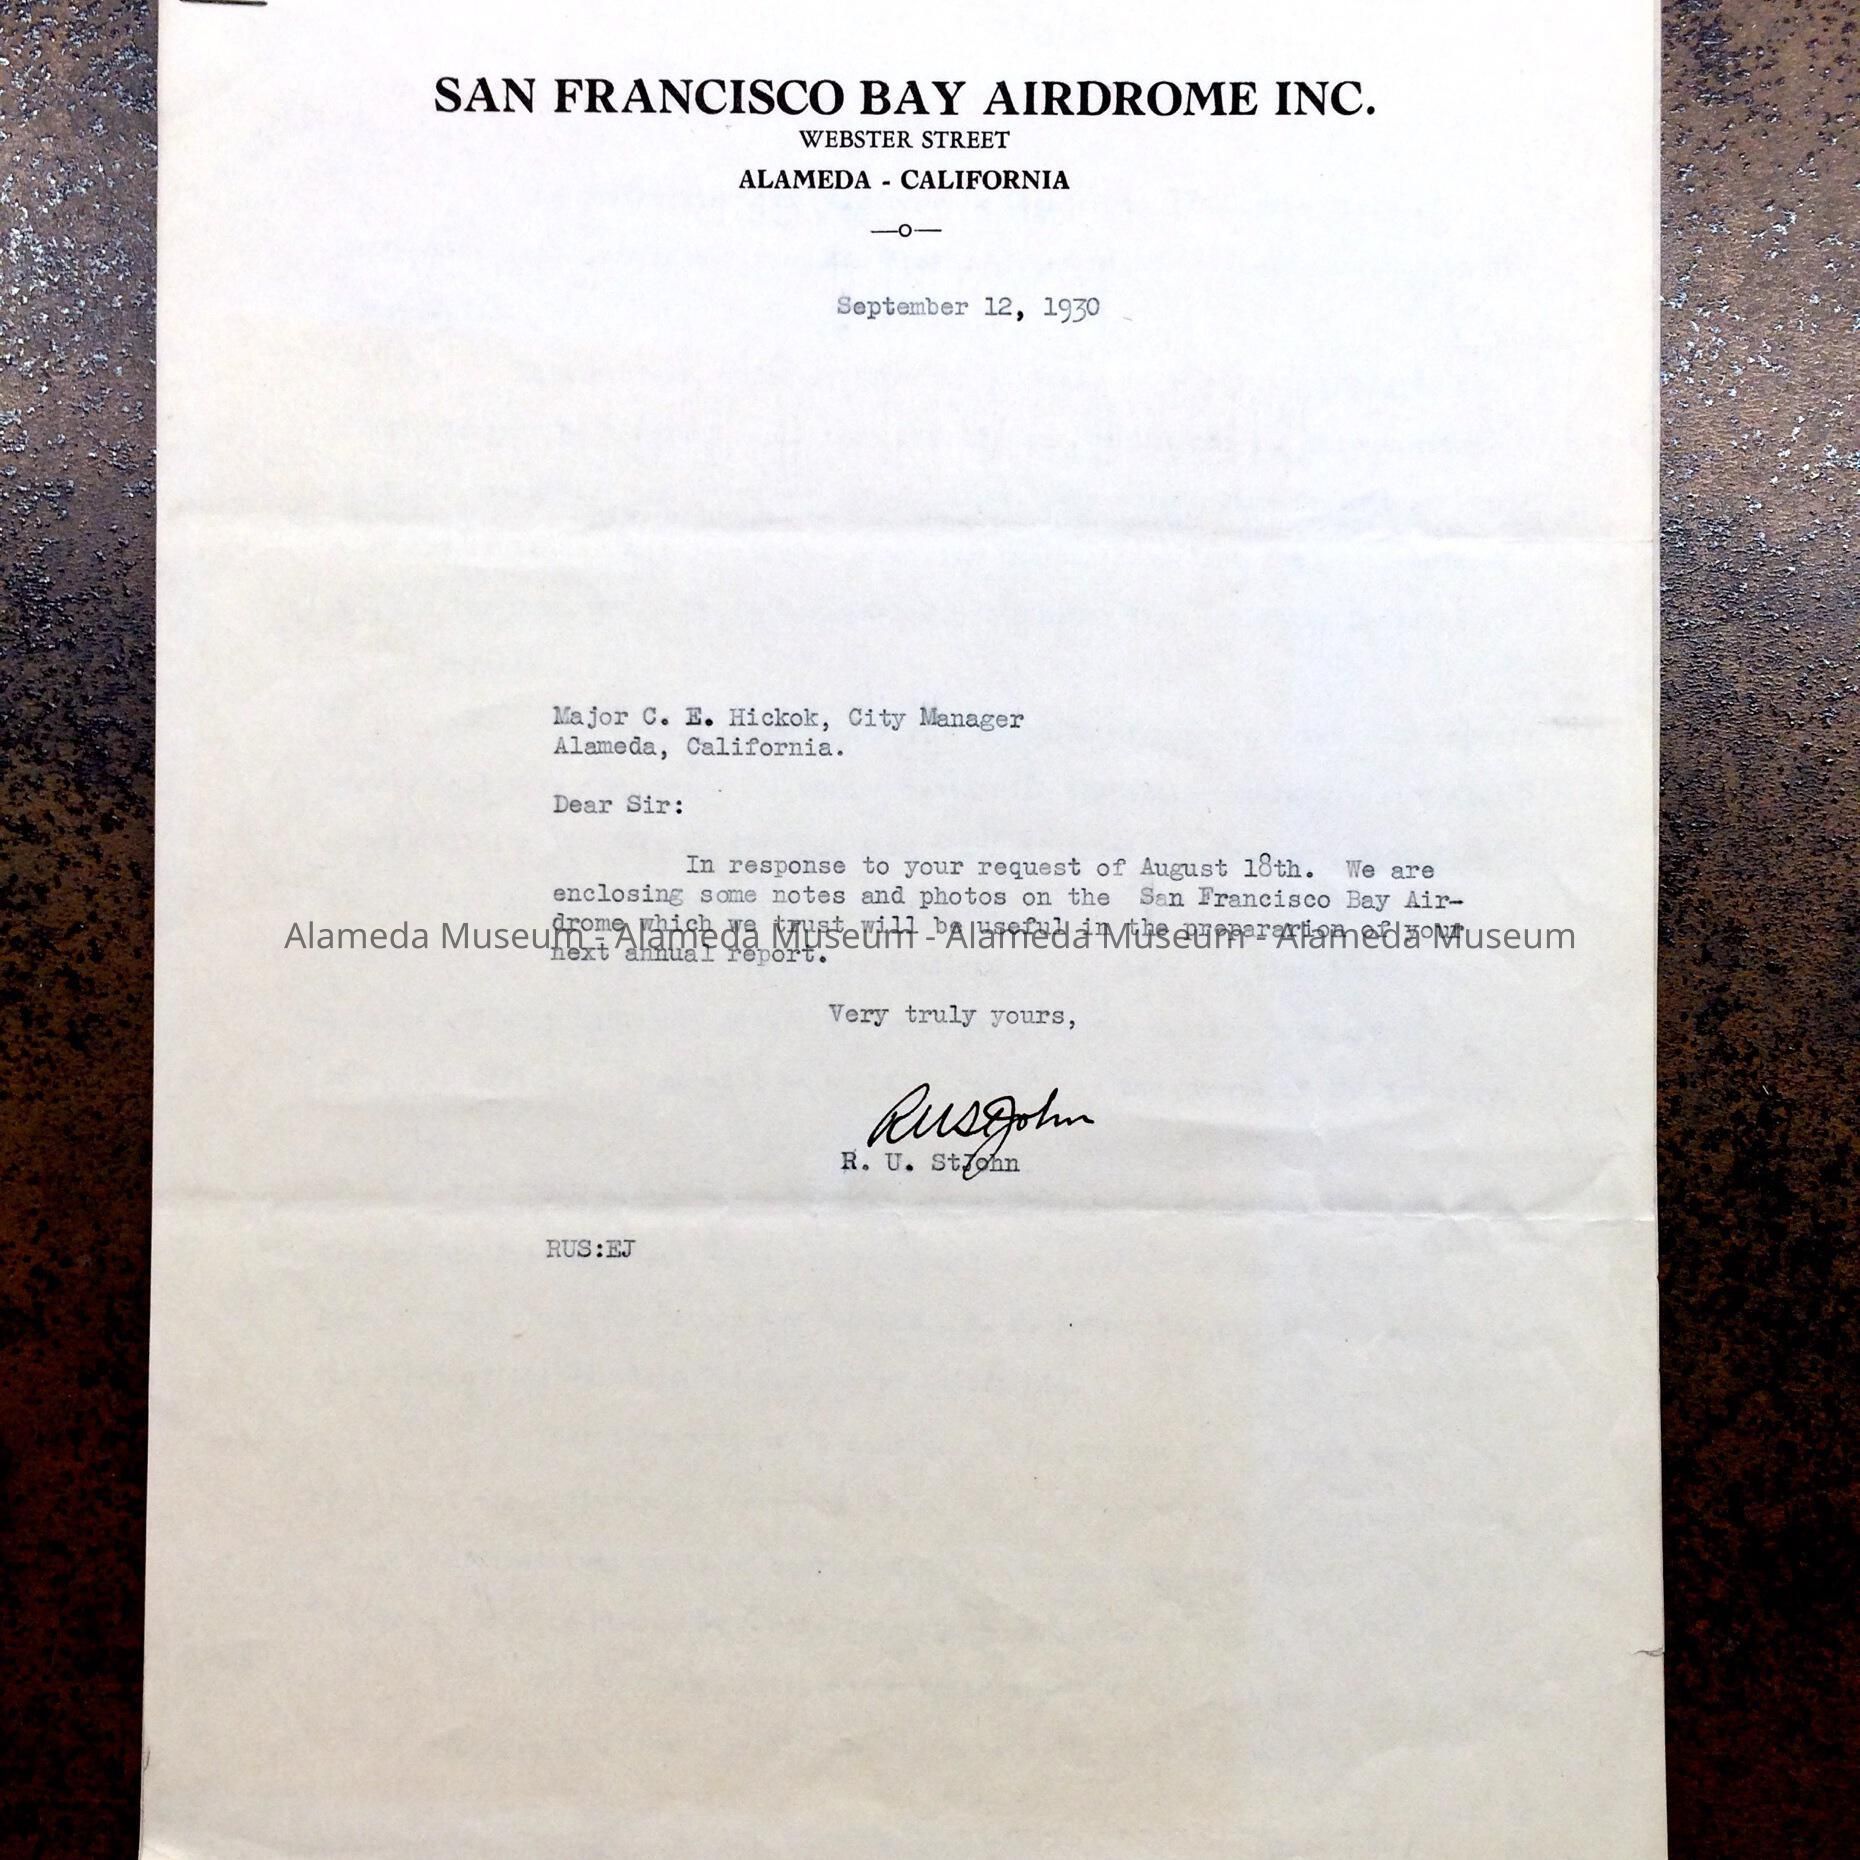 SAN FRANCISCO BAY AIRDROME INC.
WEBSTER STREET
ALAMEDA - CALIFORNIA
September 12, 1930
Major C. E. Hickok, City Manager
Alameda, California.
Dear Sir:
In response to your request of August 18th. We are
enclosing some notes and photos on the San Francisco Bay Air-
drome which we trust will be useful in the preparation of your
Alameda Museum - Alameda Museum - Alameda Museum - Alameda Museum
next annual report.
Very truly yours,
RUStJohn
R. U. StJohn
RUS:EJ